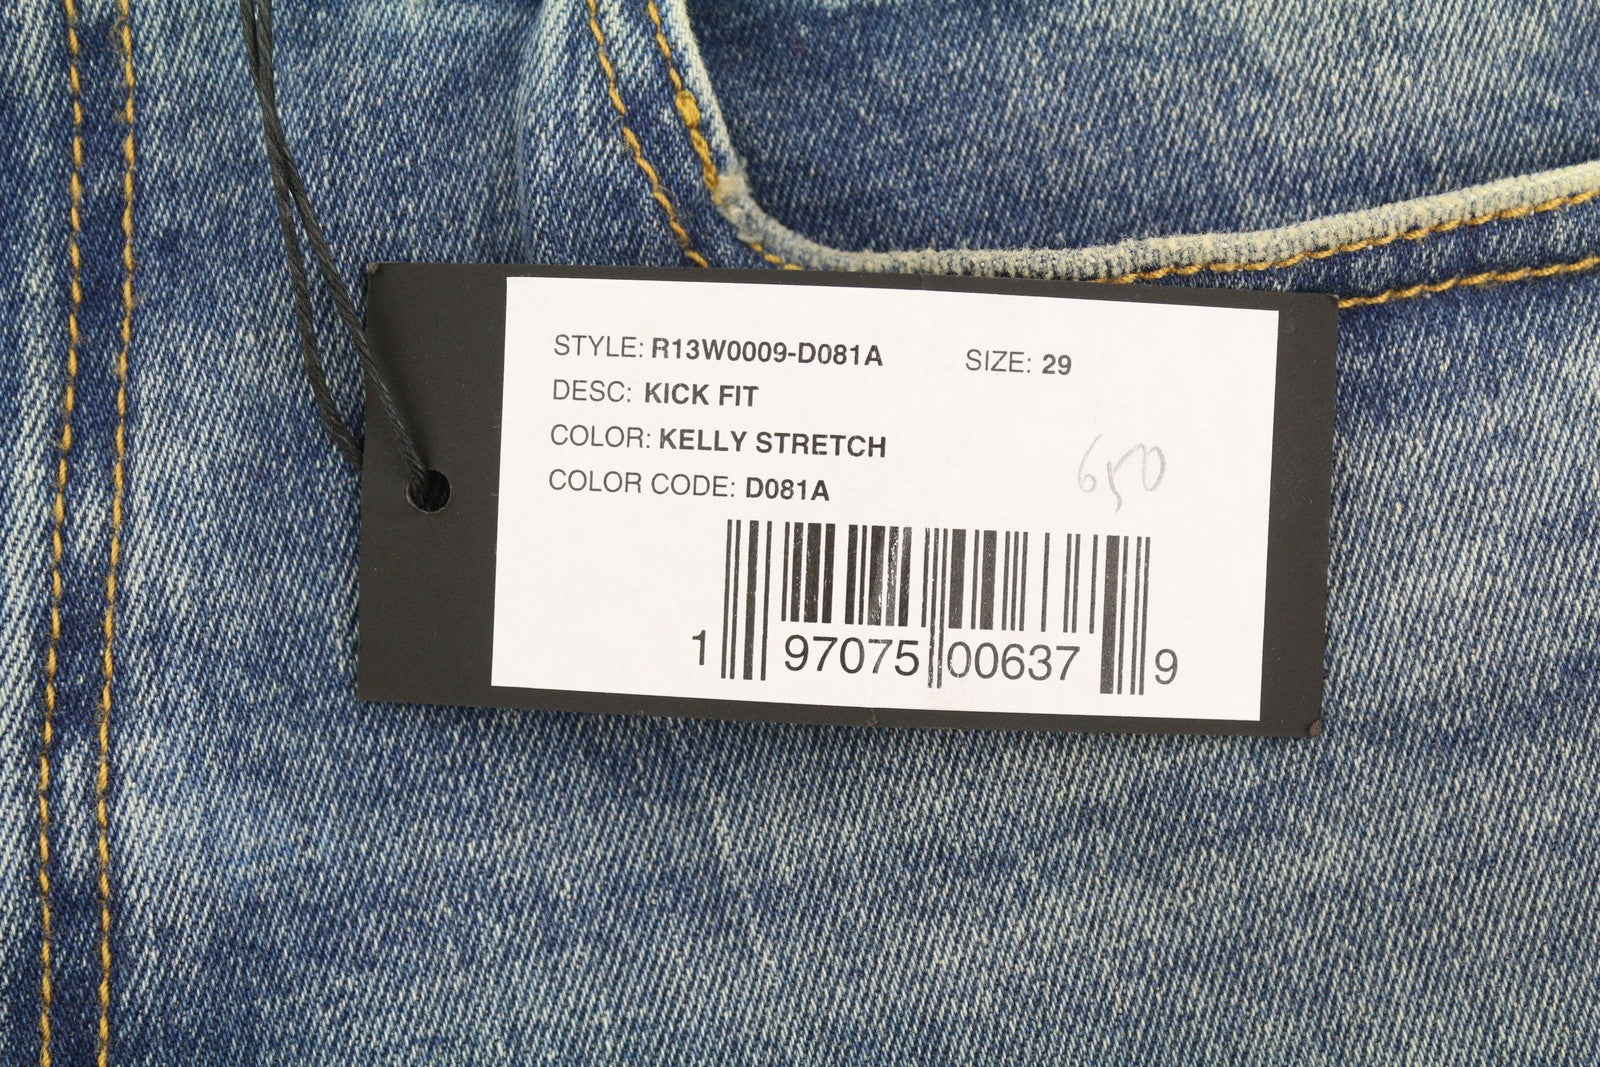 STYLE: R13W0009-D081A SIZE: 29
DESC: KICK FIT
COLOR: KELLY STRETCH
COLOR CODE: D081A
650
1 97075 00637 9